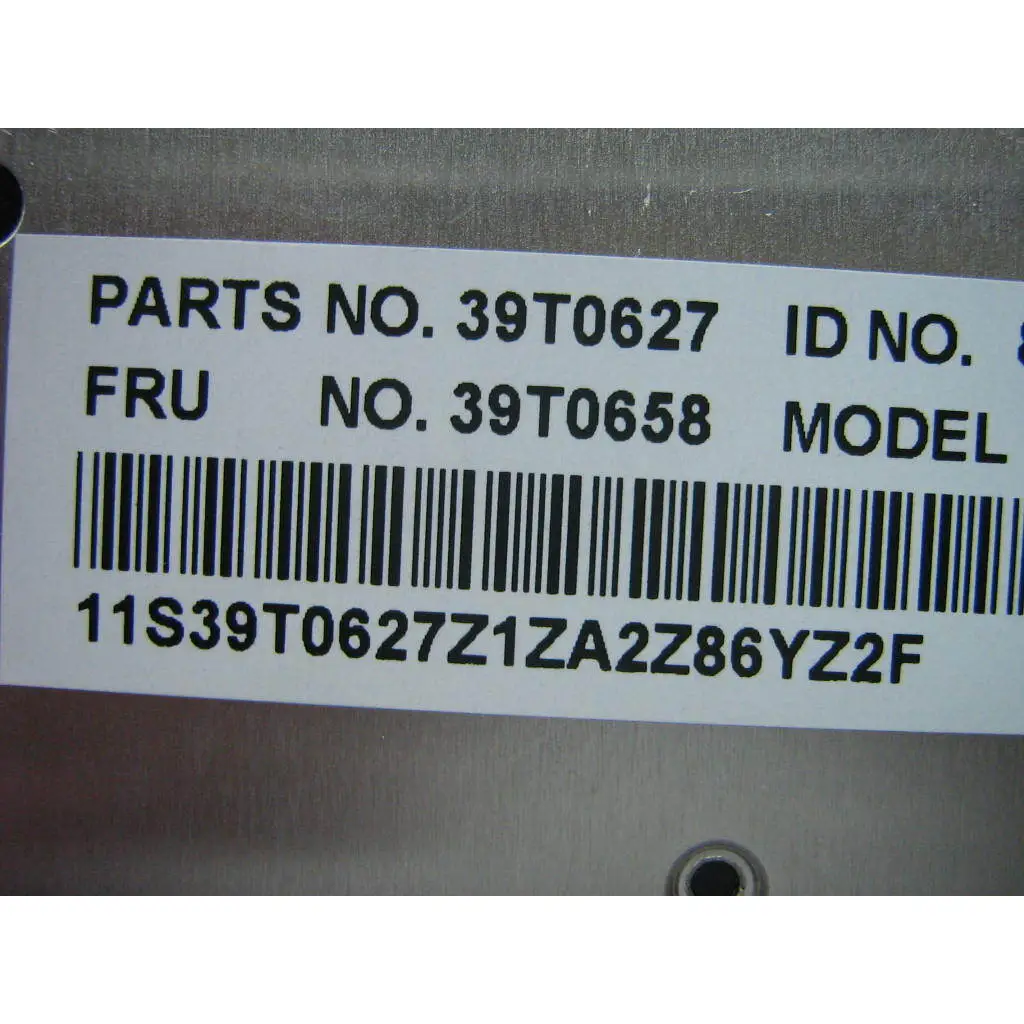 PARTS NO. 39T0627 ID NO.
FRU NO. 39T0658 MODEL
11S39T0627Z1ZA2Z86YZ2F